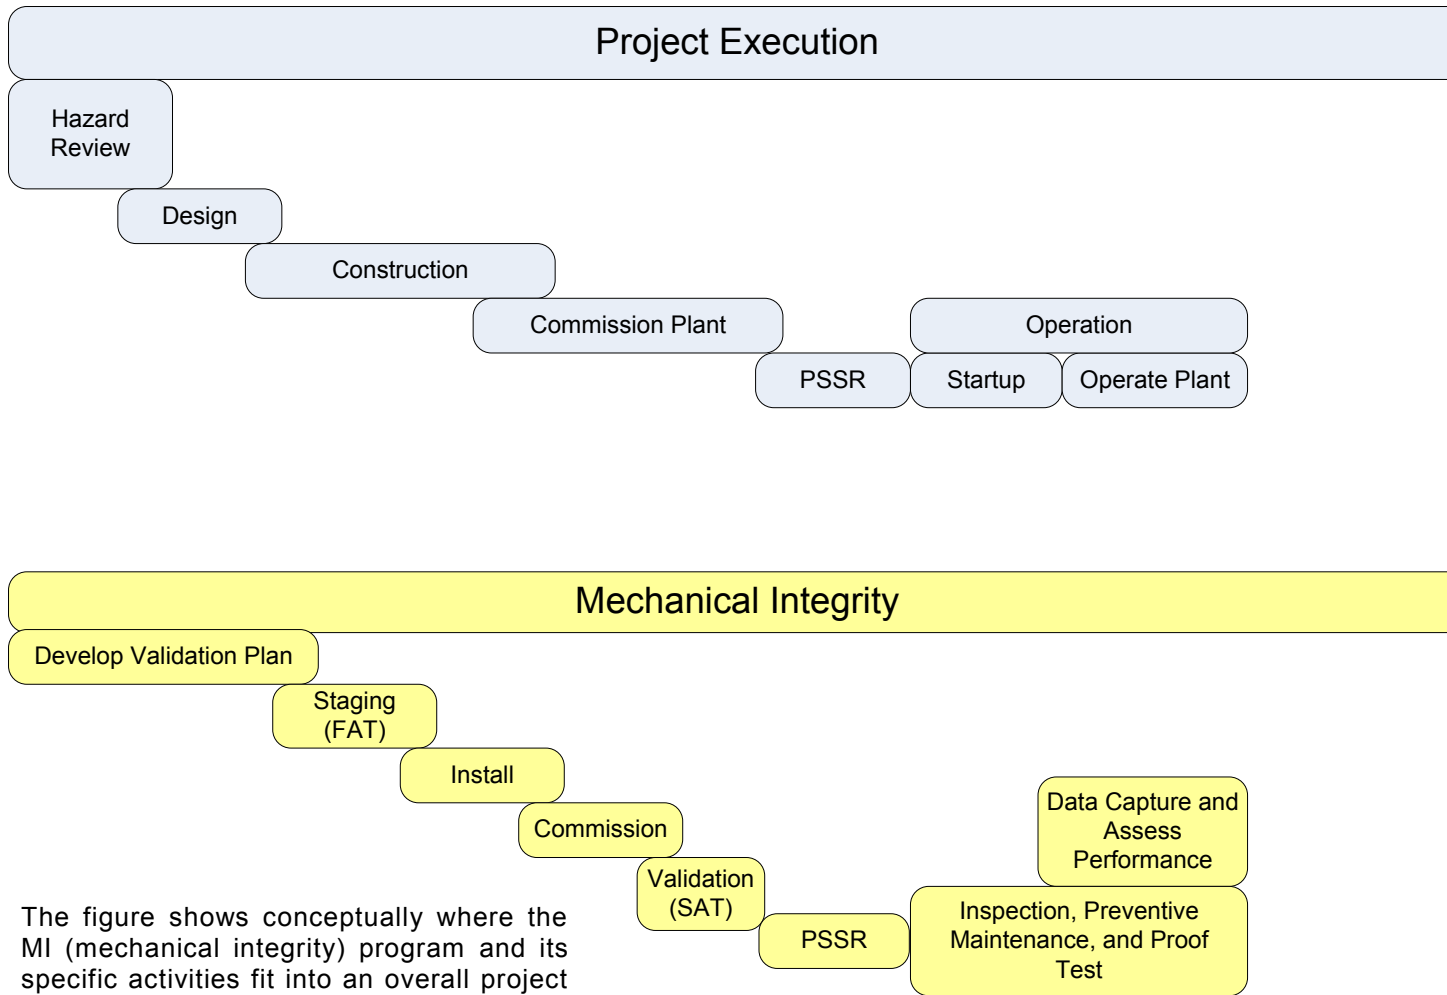 Project Execution
Hazard
Review
Design
Construction
Commission Plant
Operation
PSSR
Startup
Operate Plant
Mechanical Integrity
Develop Validation Plan
Staging
(FAT)
Install
Commission
Data Capture and
Assess
Performance
Validation
(SAT)
PSSR
Inspection, Preventive
Maintenance, and Proof
Test
The figure shows conceptually where the
MI (mechanical integrity) program and its
specific activities fit into an overall project